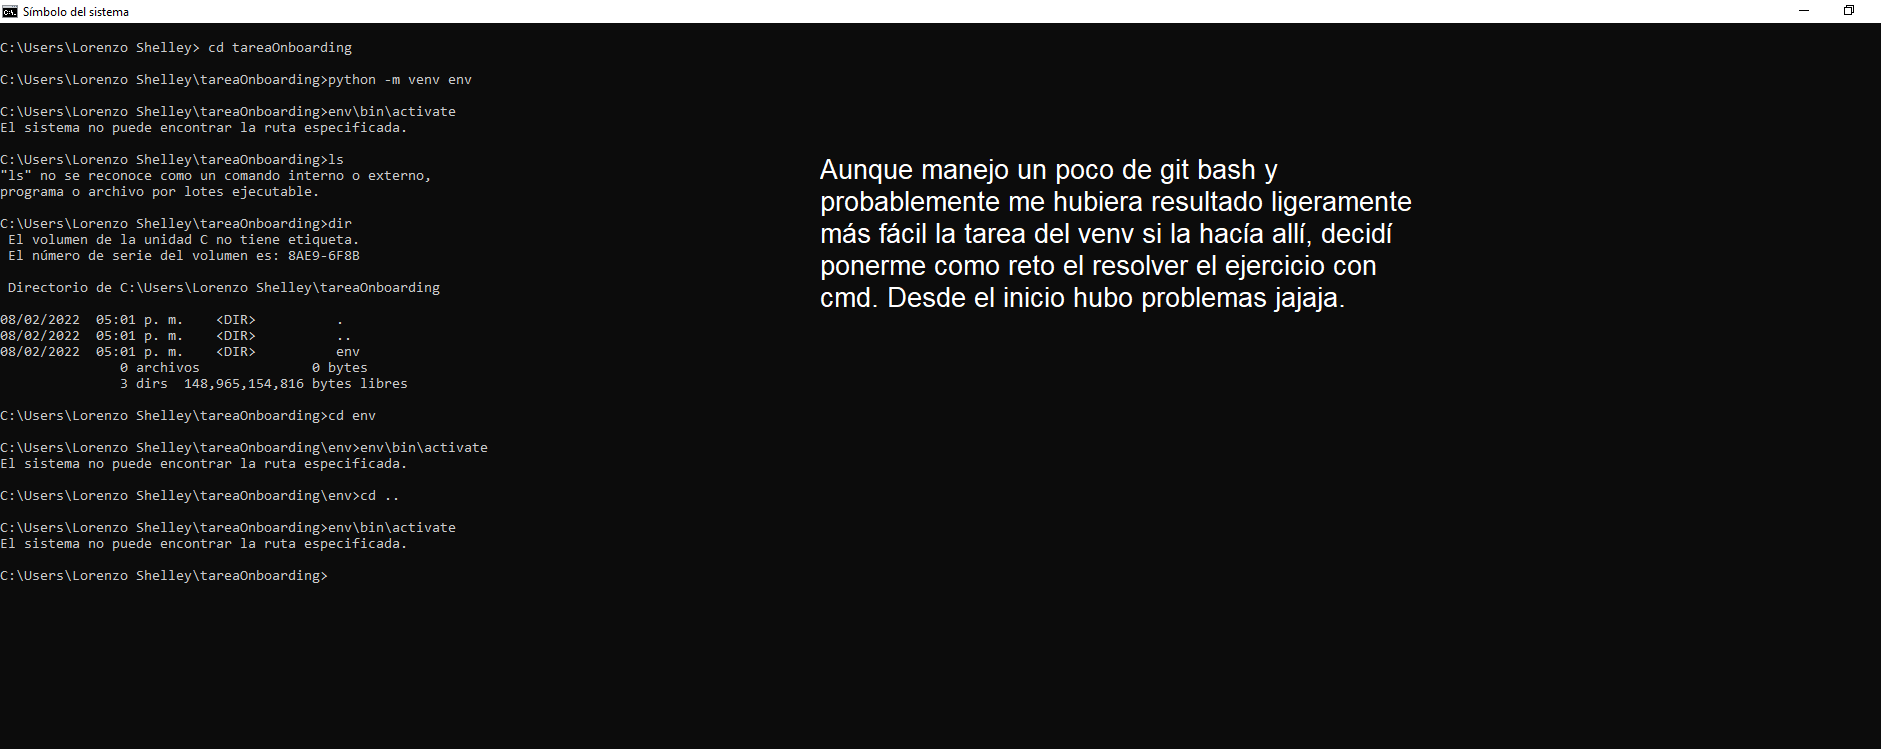 Símbolo del sistema
C:\Users\Lorenzo Shelley> cd tareaOnboarding
C:\Users\Lorenzo Shelley\tareaOnboarding>python -m venv env
C:\Users\Lorenzo Shelley\tareaOnboarding>env\bin\activate
El sistema no puede encontrar la ruta especificada.
C:\Users\Lorenzo Shelley\tareaOnboarding>ls
"ls" no se reconoce como un comando interno o externo,
programa o archivo por lotes ejecutable.
C:\Users\Lorenzo Shelley\tareaOnboarding>dir
El volumen de la unidad C no tiene etiqueta.
El número de serie del volumen es: 8AE9-6F8B
Directorio de C:\Users\Lorenzo Shelley\tareaOnboarding
08/02/2022  05:01 p. m.    <DIR>          .
08/02/2022  05:01 p. m.    <DIR>          ..
08/02/2022  05:01 p. m.    <DIR>          env
0 archivos              0 bytes
3 dirs  148,965,154,816 bytes libres
C:\Users\Lorenzo Shelley\tareaOnboarding>cd env
C:\Users\Lorenzo Shelley\tareaOnboarding\env>env\bin\activate
El sistema no puede encontrar la ruta especificada.
C:\Users\Lorenzo Shelley\tareaOnboarding\env>cd ..
C:\Users\Lorenzo Shelley\tareaOnboarding>env\bin\activate
El sistema no puede encontrar la ruta especificada.
C:\Users\Lorenzo Shelley\tareaOnboarding>
Aunque manejo un poco de git bash y
probablemente me hubiera resultado ligeramente
más fácil la tarea del venv si la hacía allí, decidí
ponerme como reto el resolver el ejercicio con
cmd. Desde el inicio hubo problemas jajaja.